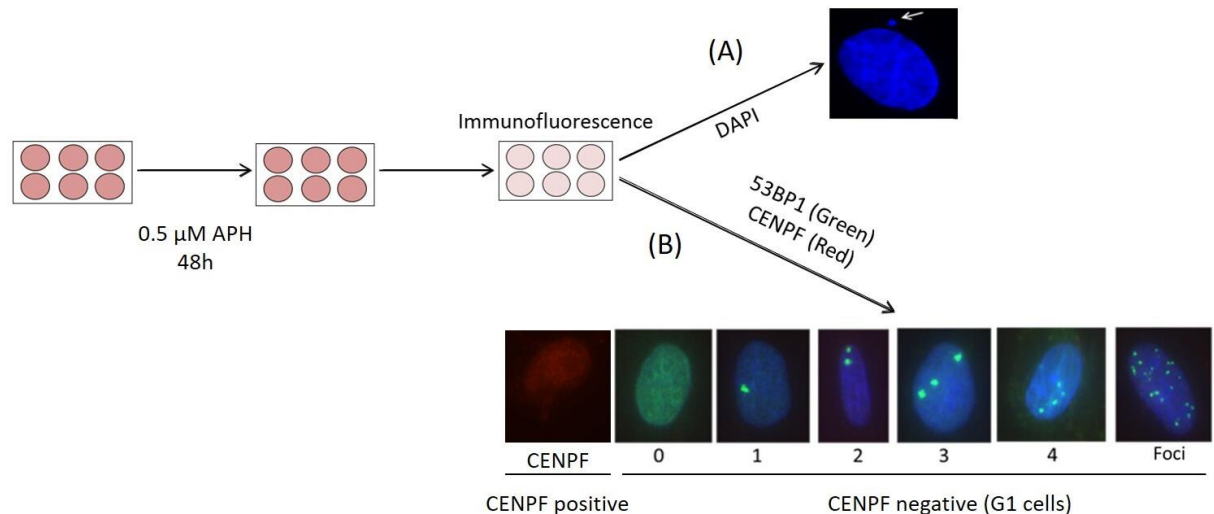 (A)
Immunofluorescence
DAPI
0.5 µM APH
48h
53BP1 (Green)
CENPF (Red)
(B)
CENPF
0
1
2
3
4
Foci
CENPF positive
CENPF negative (G1 cells)